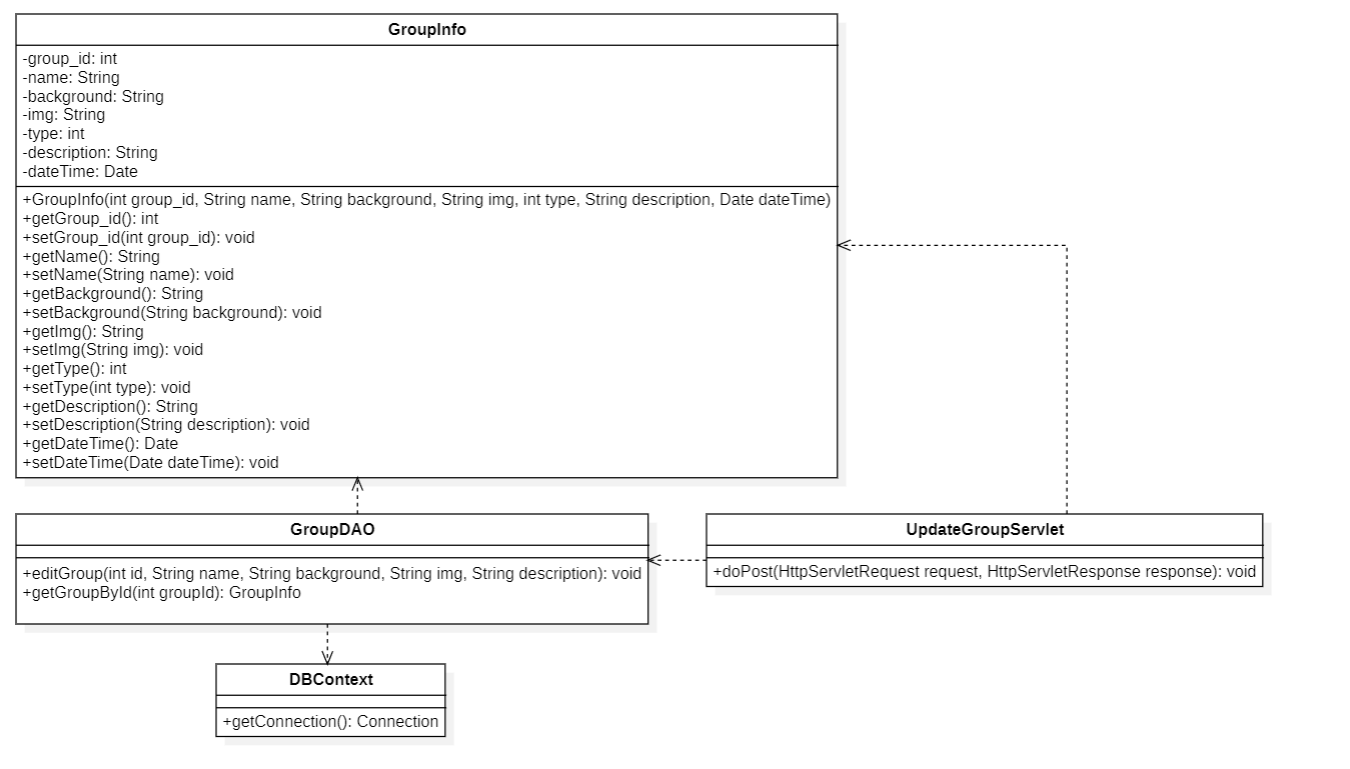 GroupInfo
-group_id: int
-name: String
-background: String
-img: String
-type: int
-description: String
-dateTime: Date
+GroupInfo(int group_id, String name, String background, String img, int type, String description, Date dateTime)
+getGroup_id(): int
+setGroup_id(int group_id): void
+getName(): String
+setName(String name): void
+getBackground(): String
+setBackground(String background): void
+getImg(): String
+setImg(String img): void
+getType(): int
+setType(int type): void
+getDescription(): String
+setDescription(String description): void
+getDateTime(): Date
+setDateTime(Date dateTime): void
GroupDAO
+editGroup(int id, String name, String background, String img, String description): void
+getGroupById(int groupId): GroupInfo
UpdateGroupServlet
+doPost(HttpServletRequest request, HttpServletResponse response): void
DBContext
+getConnection(): Connection